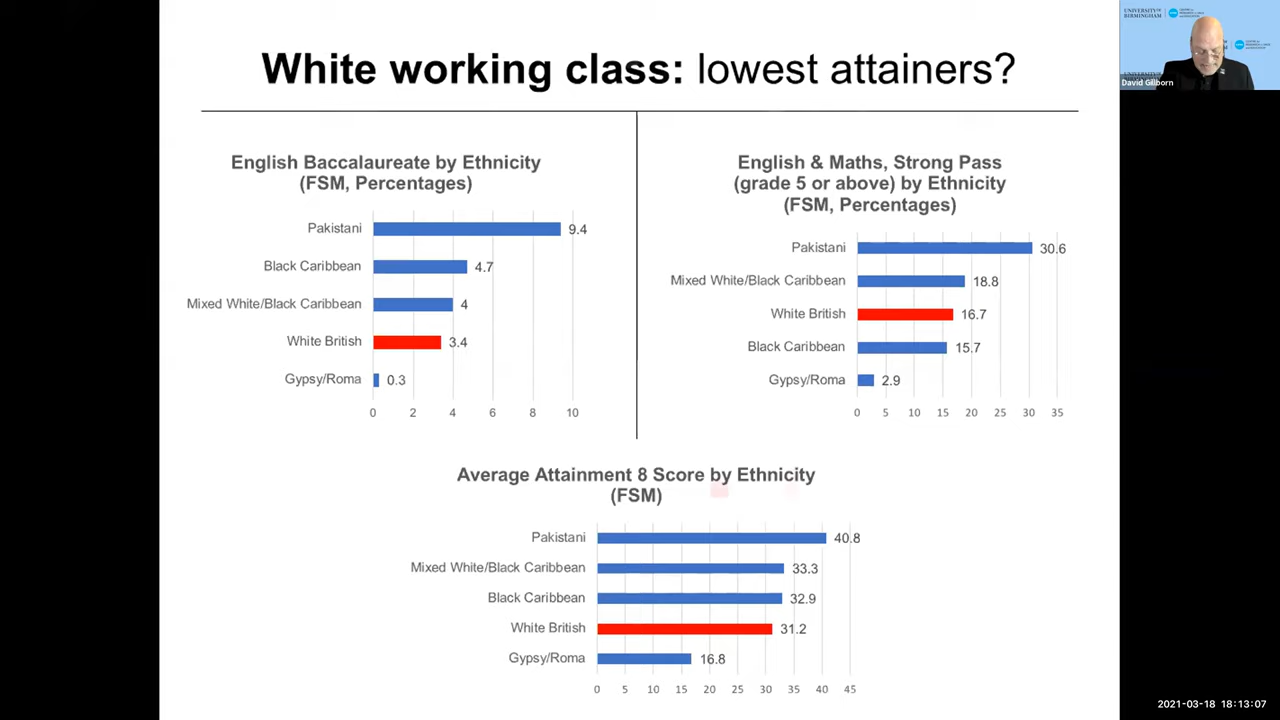 White working class: lowest attainers?
English Baccalaureate by Ethnicity
(FSM, Percentages)
Pakistani 9.4
Black Caribbean 4.7
Mixed White/Black Caribbean 4
White British 3.4
Gypsy/Roma 0.3
0 2 4 6 8 10
English & Maths, Strong Pass
(grade 5 or above) by Ethnicity
(FSM, Percentages)
Pakistani 30.6
Mixed White/Black Caribbean 18.8
White British 16.7
Black Caribbean 15.7
Gypsy/Roma 2.9
0 5 10 15 20 25 30 35
Average Attainment 8 Score by Ethnicity
(FSM)
Pakistani 40.8
Mixed White/Black Caribbean 33.3
Black Caribbean 32.9
White British 31.2
Gypsy/Roma 16.8
0 5 10 15 20 25 30 35 40 45
UNIVERSITY OF
BIRMINGHAM
David Gillborn
2021-03-18 18:13:07